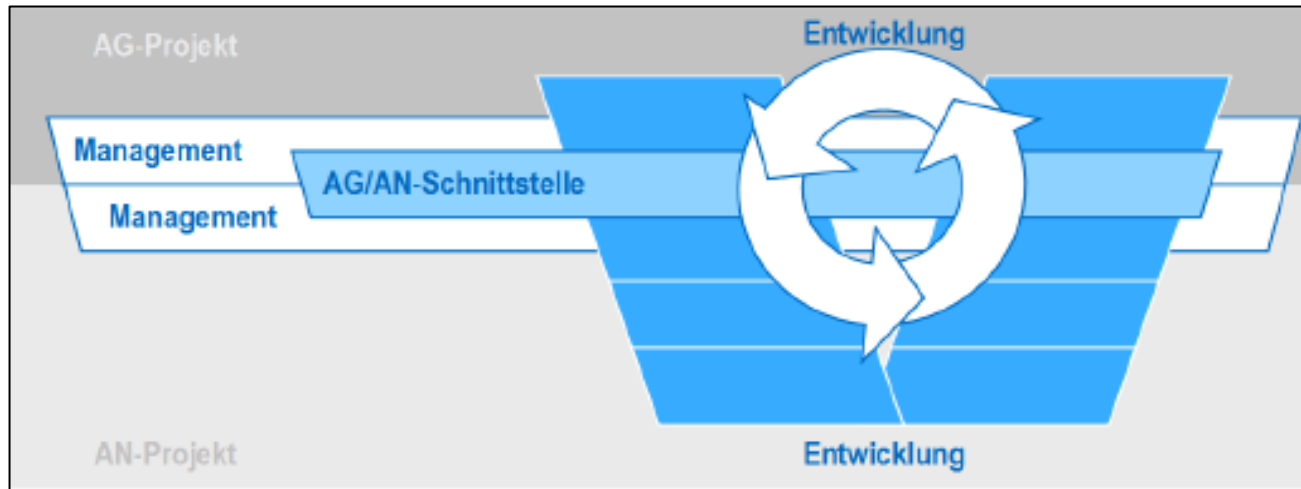 AG-Projekt
Entwicklung
Management
AG/AN-Schnittstelle
Management
AN-Projekt
Entwicklung